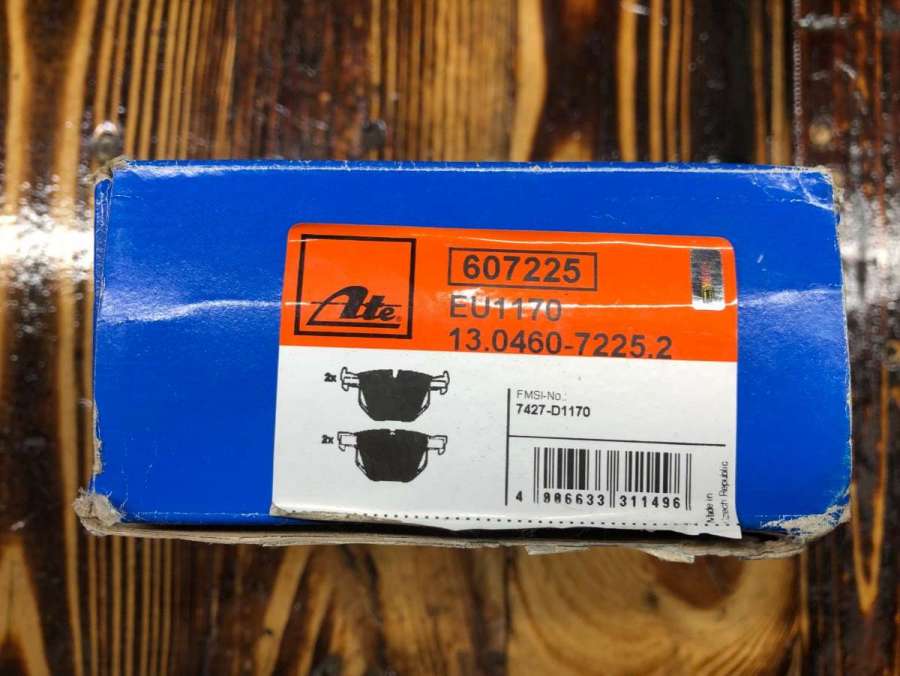 Ate®
607225
EU1170
13.0460-7225.2
2x
2x
FMSI-No.:
7427-D1170
4 006633 311496
Made in
Czech Republic